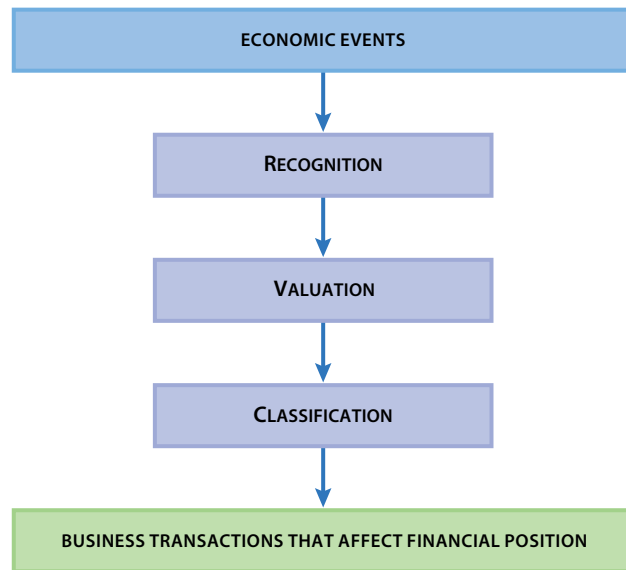 ECONOMIC EVENTS
RECOGNITION
VALUATION
CLASSIFICATION
BUSINESS TRANSACTIONS THAT AFFECT FINANCIAL POSITION